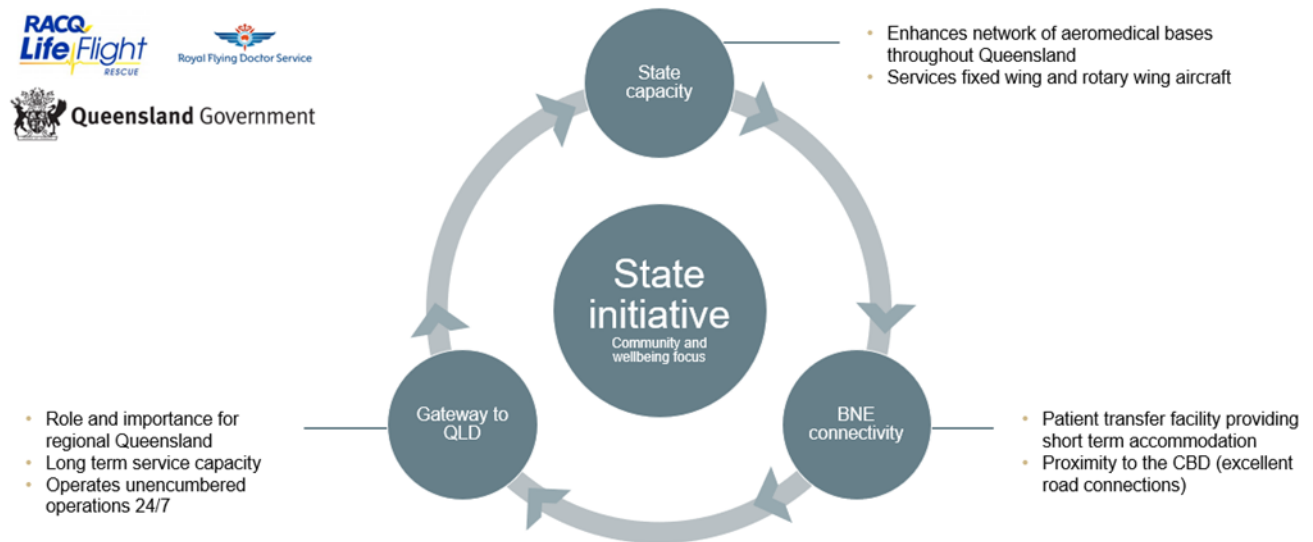 RACQ
LifeFlight
RESCUE
Royal Flying Doctor Service
Queensland Government
State
capacity
• Enhances network of aeromedical bases
throughout Queensland
• Services fixed wing and rotary wing aircraft
State
initiative
Community and
wellbeing focus
Gateway to
QLD
• Role and importance for
regional Queensland
• Long term service capacity
• Operates unencumbered
operations 24/7
BNE
connectivity
• Patient transfer facility providing
short term accommodation
• Proximity to the CBD (excellent
road connections)